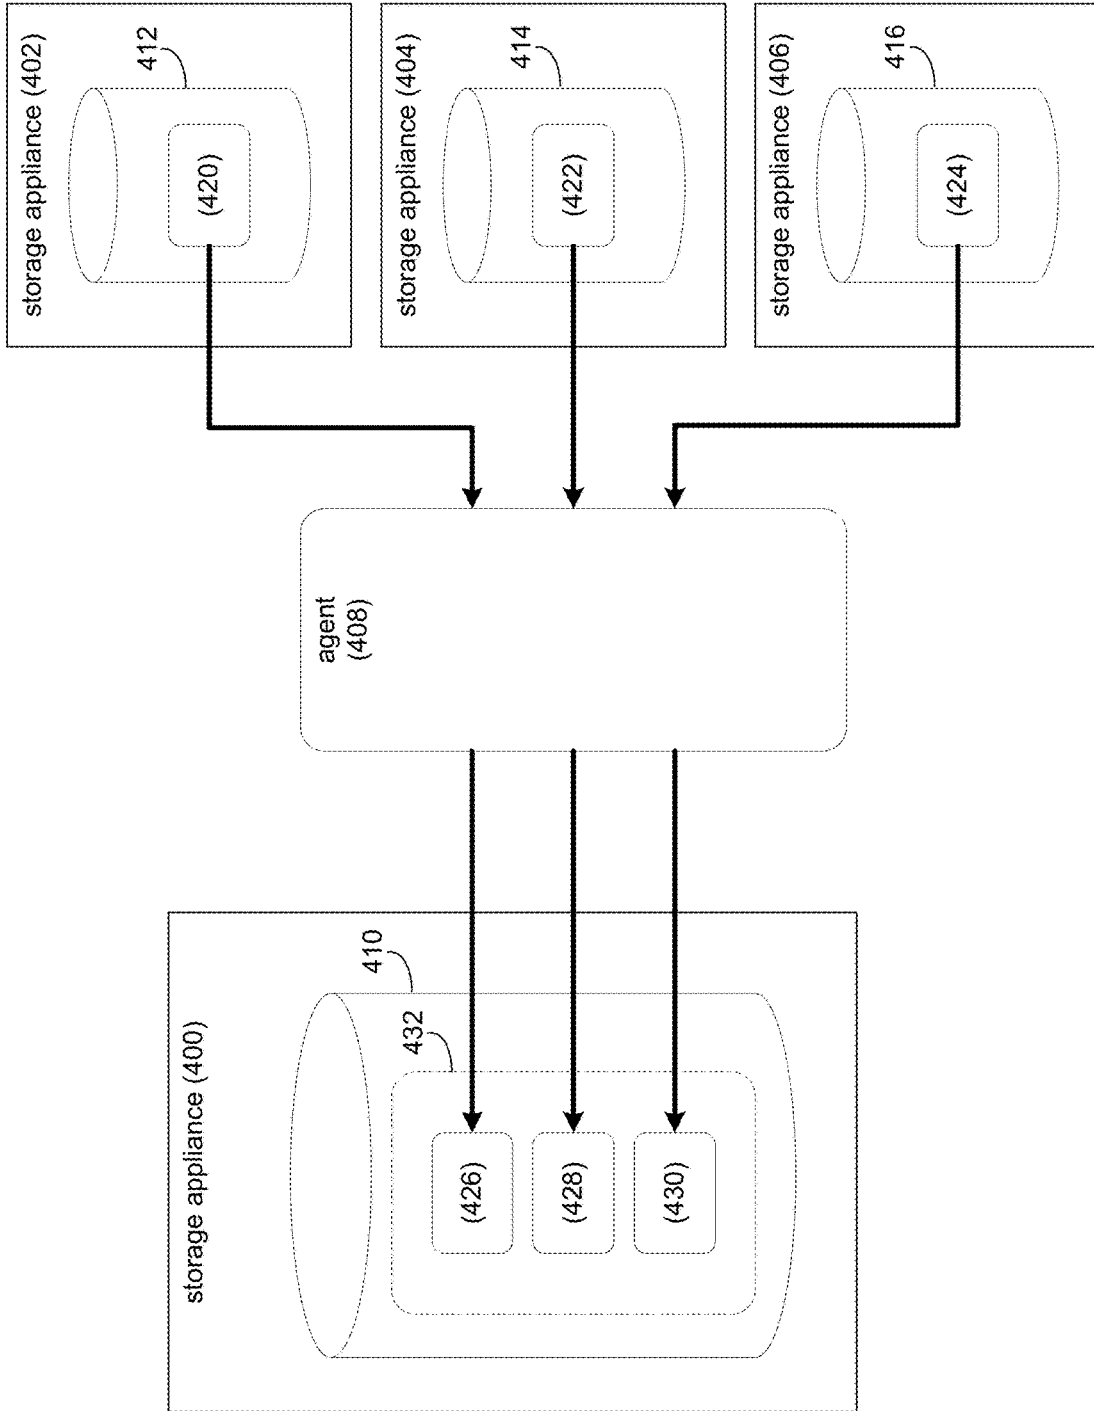 storage appliance (402)
412
(420)
storage appliance (404)
414
(422)
storage appliance (406)
416
(424)
agent
(408)
storage appliance (400)
410
432
(426)
(428)
(430)